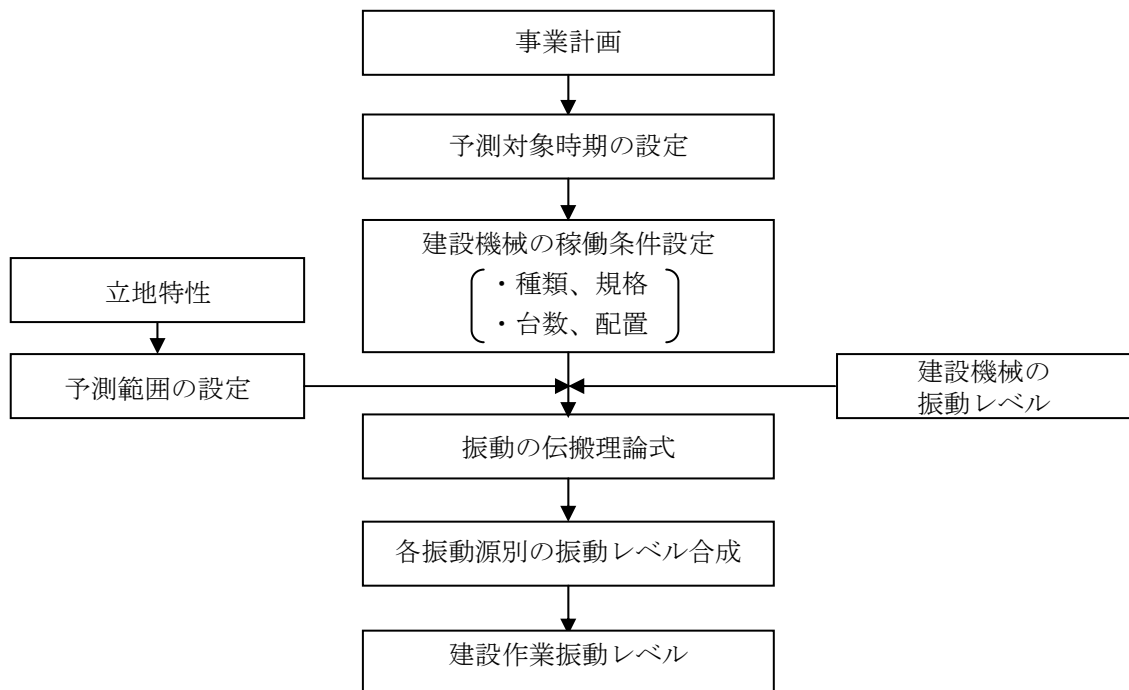 事業計画
予測対象時期の設定
建設機械の稼働条件設定
・種類、規格
・台数、配置
立地特性
予測範囲の設定
建設機械の
振動レベル
振動の伝搬理論式
各振動源別の振動レベル合成
建設作業振動レベル